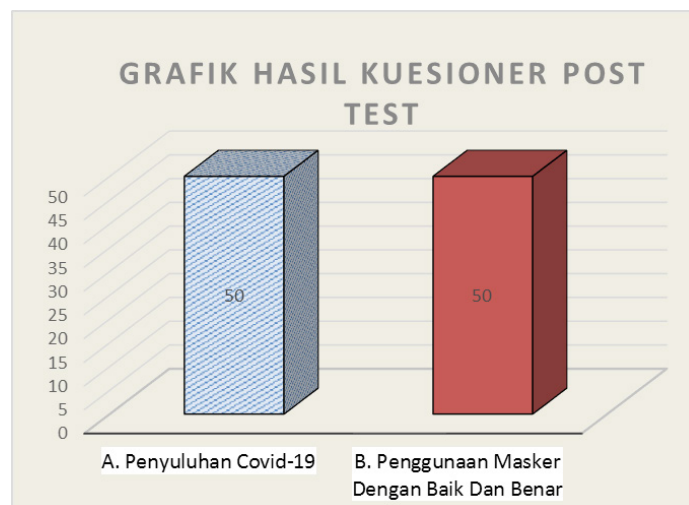 GRAFIK HASIL KUESIONER POST
TEST
50
45
40
35
30
25
20
15
10
5
0
50
50
A. Penyuluhan Covid-19
B. Penggunaan Masker
Dengan Baik Dan Benar